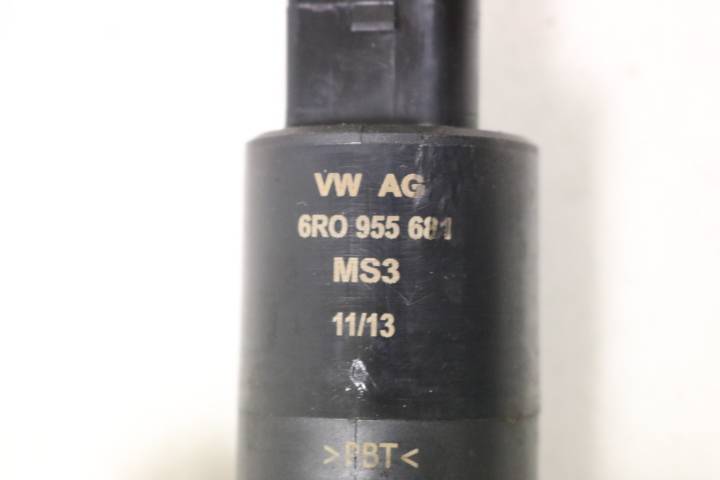 VW AG
6R0 955 681
MS3
11/13
>PBT<